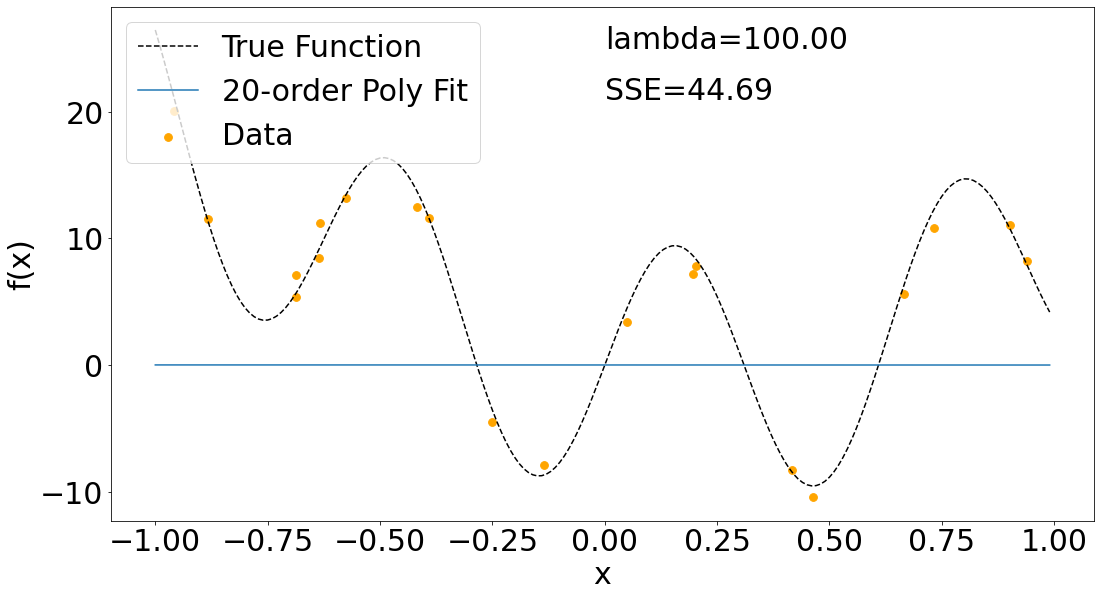 True Function
20-order Poly Fit
Data
lambda=100.00
SSE=44.69
f(x)
20
10
0
−10
−1.00 −0.75 −0.50 −0.25 0.00 0.25 0.50 0.75 1.00
x